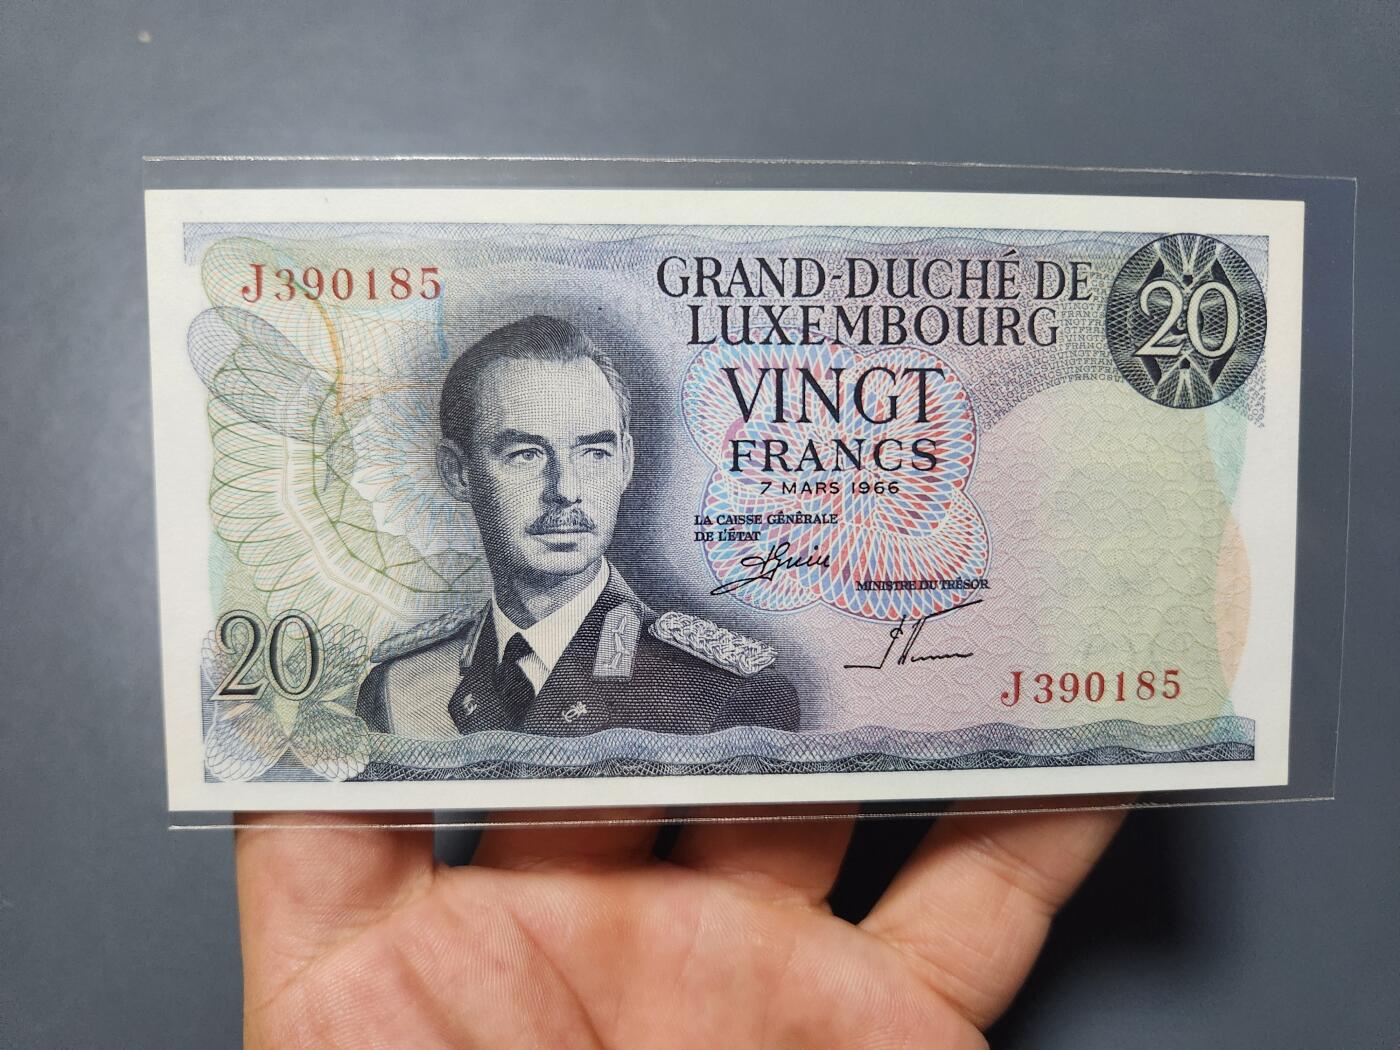 J390185
GRAND-DUCHÉ DE
LUXEMBOURG
20
VINGT
FRANCS
7 MARS 1966
LA CAISSE GÉNÉRALE
DE L'ÉTAT
MINISTRE DU TRÉSOR
20
J390185